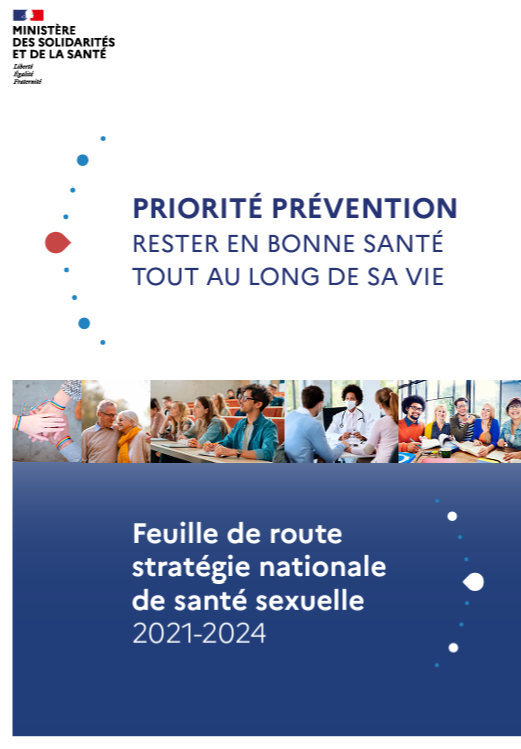 MINISTÈRE
DES SOLIDARITÉS
ET DE LA SANTÉ
Liberté
Égalité
Fraternité
PRIORITÉ PRÉVENTION
RESTER EN BONNE SANTÉ
TOUT AU LONG DE SA VIE
Feuille de route
stratégie nationale
de santé sexuelle
2021-2024